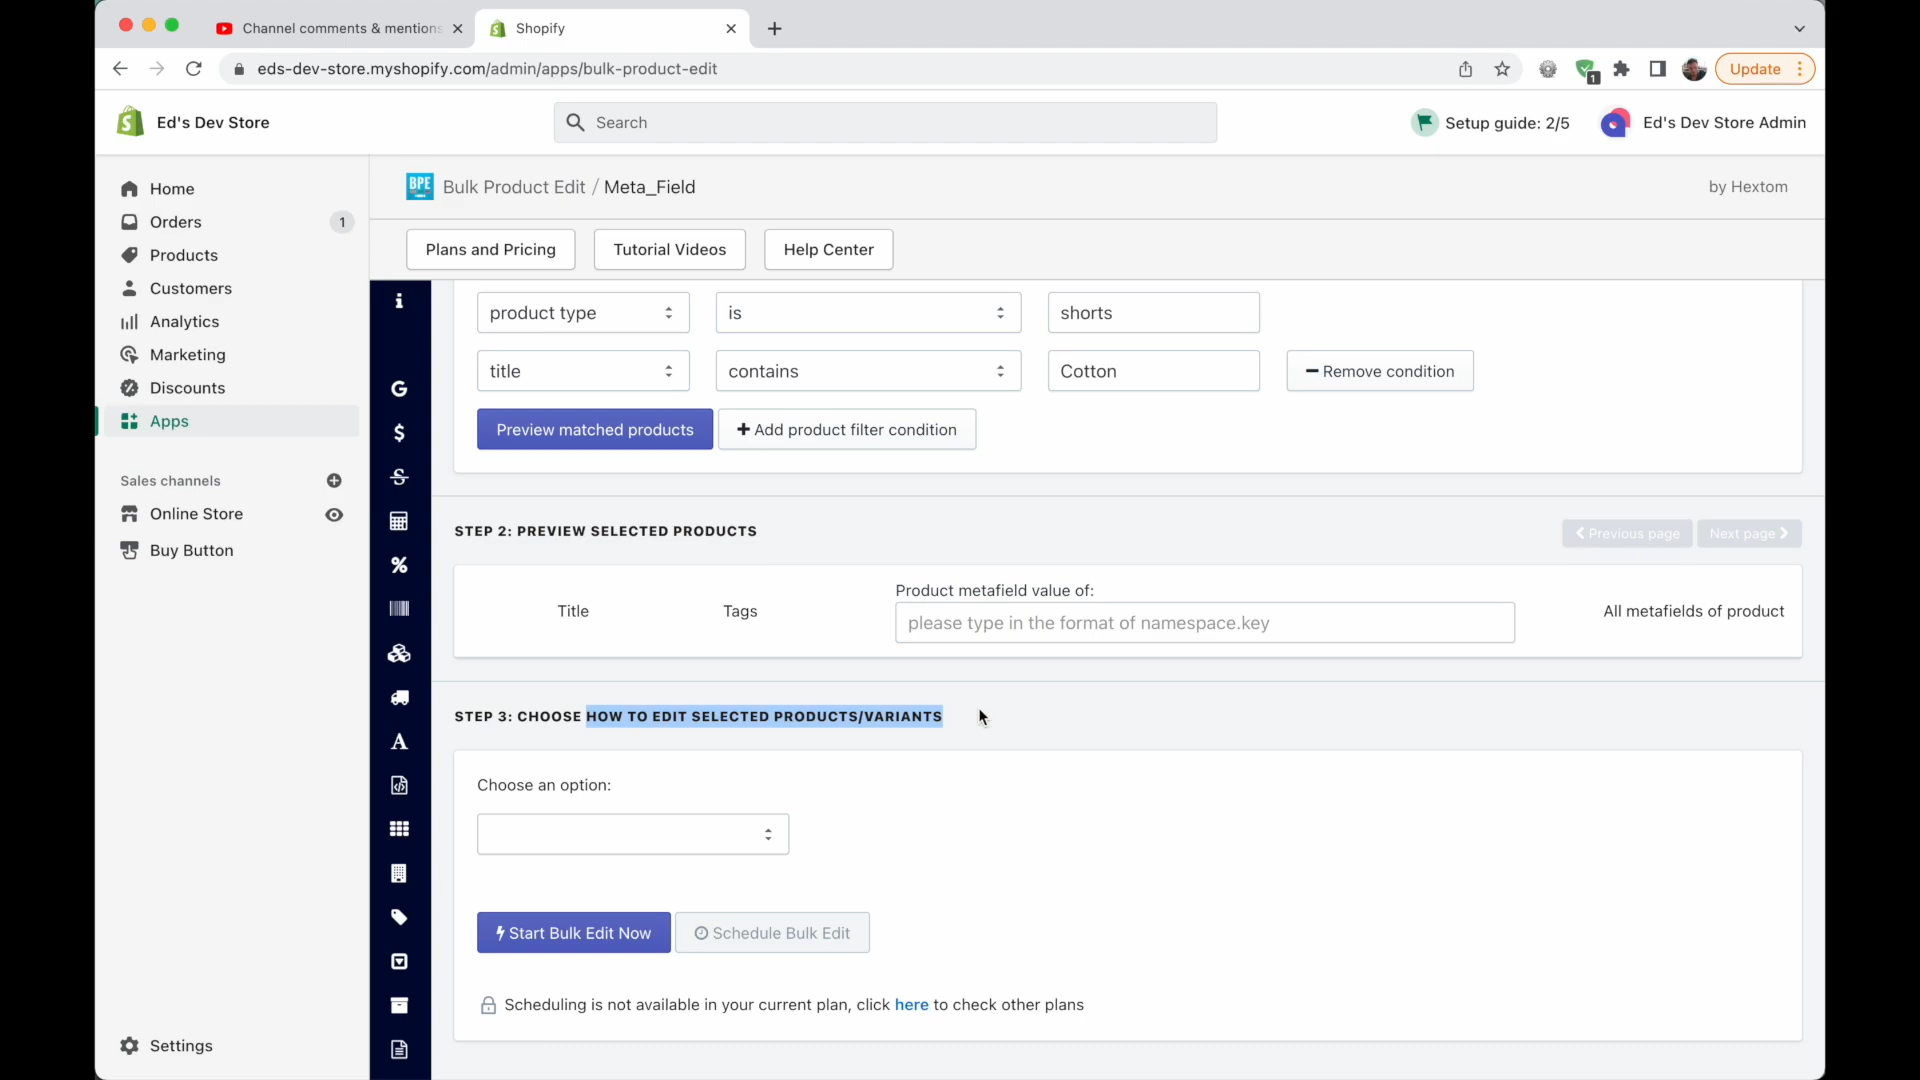 Channel comments & mentions
Shopify
eds-dev-store.myshopify.com/admin/apps/bulk-product-edit
1
Update
Ed's Dev Store
Search
Setup guide: 2/5
Ed's Dev Store Admin
Home
Orders
1
Products
Customers
Analytics
Marketing
Discounts
Apps
Sales channels
Online Store
Buy Button
Settings
BPE
Bulk Product Edit / Meta_Field
by Hextom
Plans and Pricing
Tutorial Videos
Help Center
product type
is
shorts
title
contains
Cotton
Remove condition
Preview matched products
Add product filter condition
STEP 2: PREVIEW SELECTED PRODUCTS
Previous page
Next page
Title
Tags
Product metafield value of:
please type in the format of namespace.key
All metafields of product
STEP 3: CHOOSE HOW TO EDIT SELECTED PRODUCTS/VARIANTS
Choose an option:
Start Bulk Edit Now
Schedule Bulk Edit
Scheduling is not available in your current plan, click here to check other plans